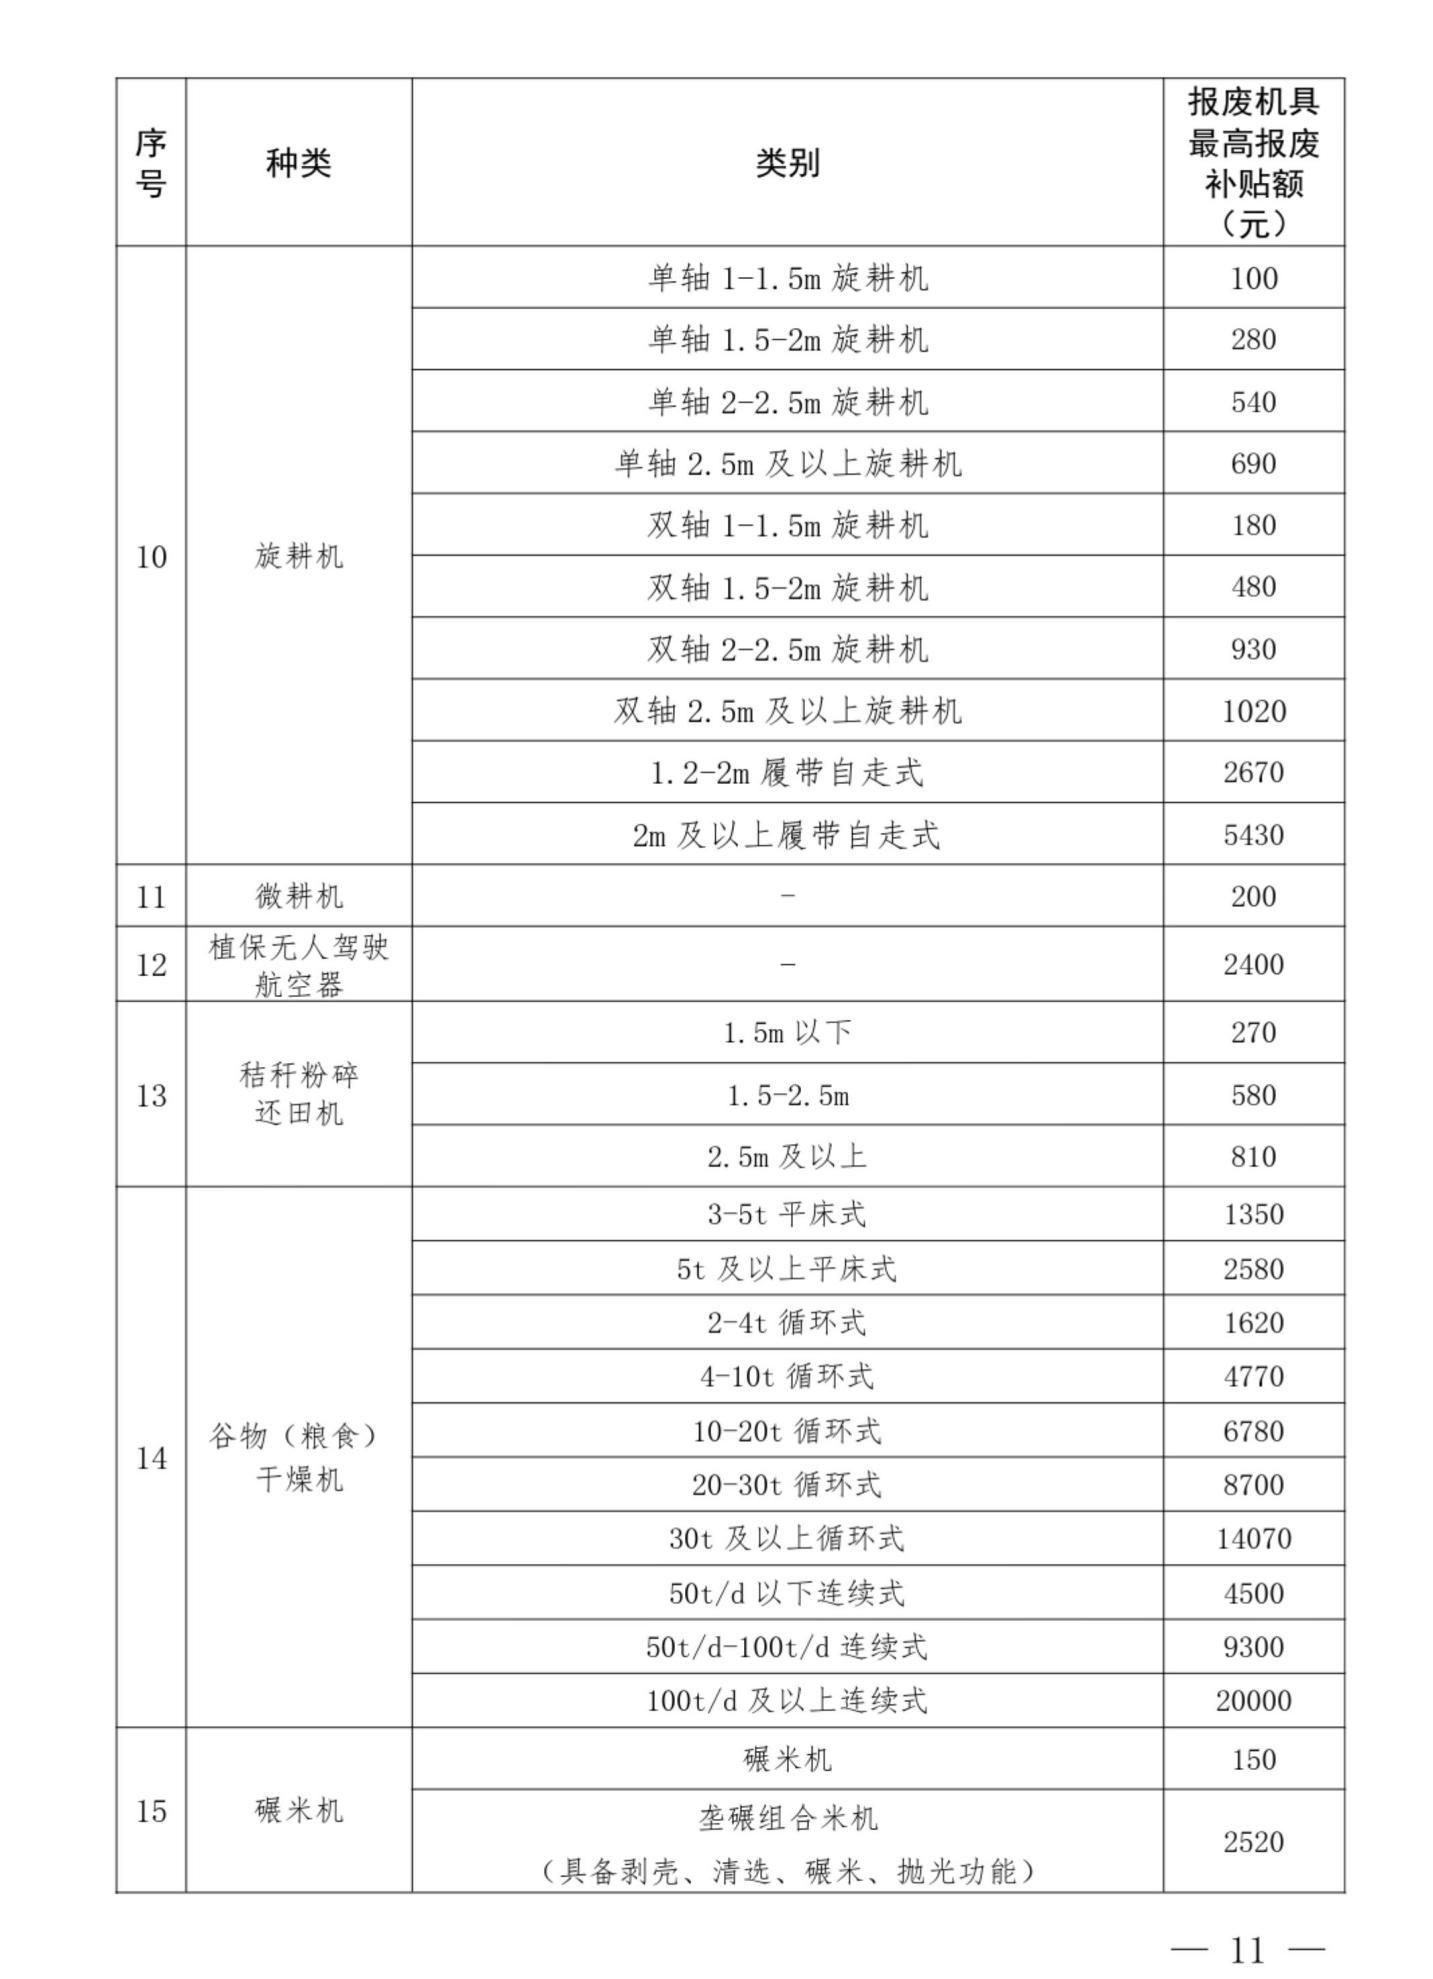 序号 种类 类别 报废机具最高报废补贴额（元）
10 旋耕机 单轴 1-1.5m 旋耕机 100
单轴 1.5-2m 旋耕机 280
单轴 2-2.5m 旋耕机 540
单轴 2.5m 及以上旋耕机 690
双轴 1-1.5m 旋耕机 180
双轴 1.5-2m 旋耕机 480
双轴 2-2.5m 旋耕机 930
双轴 2.5m 及以上旋耕机 1020
1.2-2m 履带自走式 2670
2m 及以上履带自走式 5430
11 微耕机 - 200
12 植保无人驾驶航空器 - 2400
13 秸秆粉碎还田机 1.5m 以下 270
1.5-2.5m 580
2.5m 及以上 810
14 谷物（粮食）干燥机 3-5t 平床式 1350
5t 及以上平床式 2580
2-4t 循环式 1620
4-10t 循环式 4770
10-20t 循环式 6780
20-30t 循环式 8700
30t 及以上循环式 14070
50t/d 以下连续式 4500
50t/d-100t/d 连续式 9300
100t/d 及以上连续式 20000
15 碾米机 碾米机 150
垄碾组合米机
（具备剥壳、清选、碾米、抛光功能） 2520
— 11 —